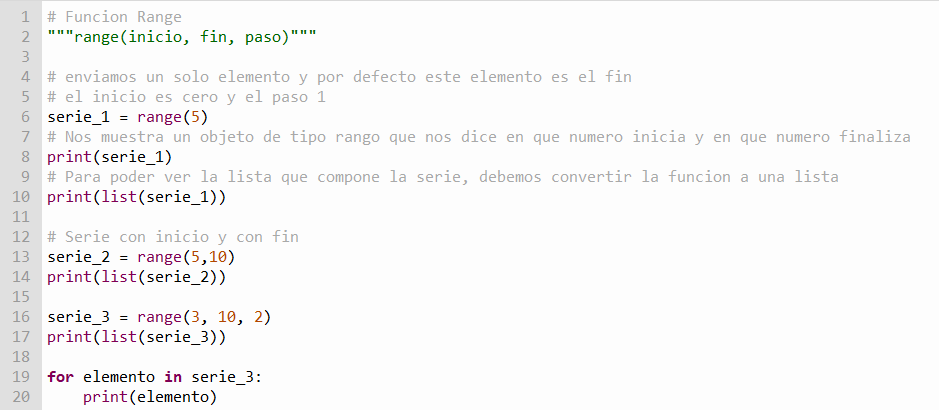 1 # Funcion Range
2 """range(inicio, fin, paso)"""
3
4 # enviamos un solo elemento y por defecto este elemento es el fin
5 # el inicio es cero y el paso 1
6 serie_1 = range(5)
7 # Nos muestra un objeto de tipo rango que nos dice en que numero inicia y en que numero finaliza
8 print(serie_1)
9 # Para poder ver la lista que compone la serie, debemos convertir la funcion a una lista
10 print(list(serie_1))
11
12 # Serie con inicio y con fin
13 serie_2 = range(5,10)
14 print(list(serie_2))
15
16 serie_3 = range(3, 10, 2)
17 print(list(serie_3))
18
19 for elemento in serie_3:
20     print(elemento)